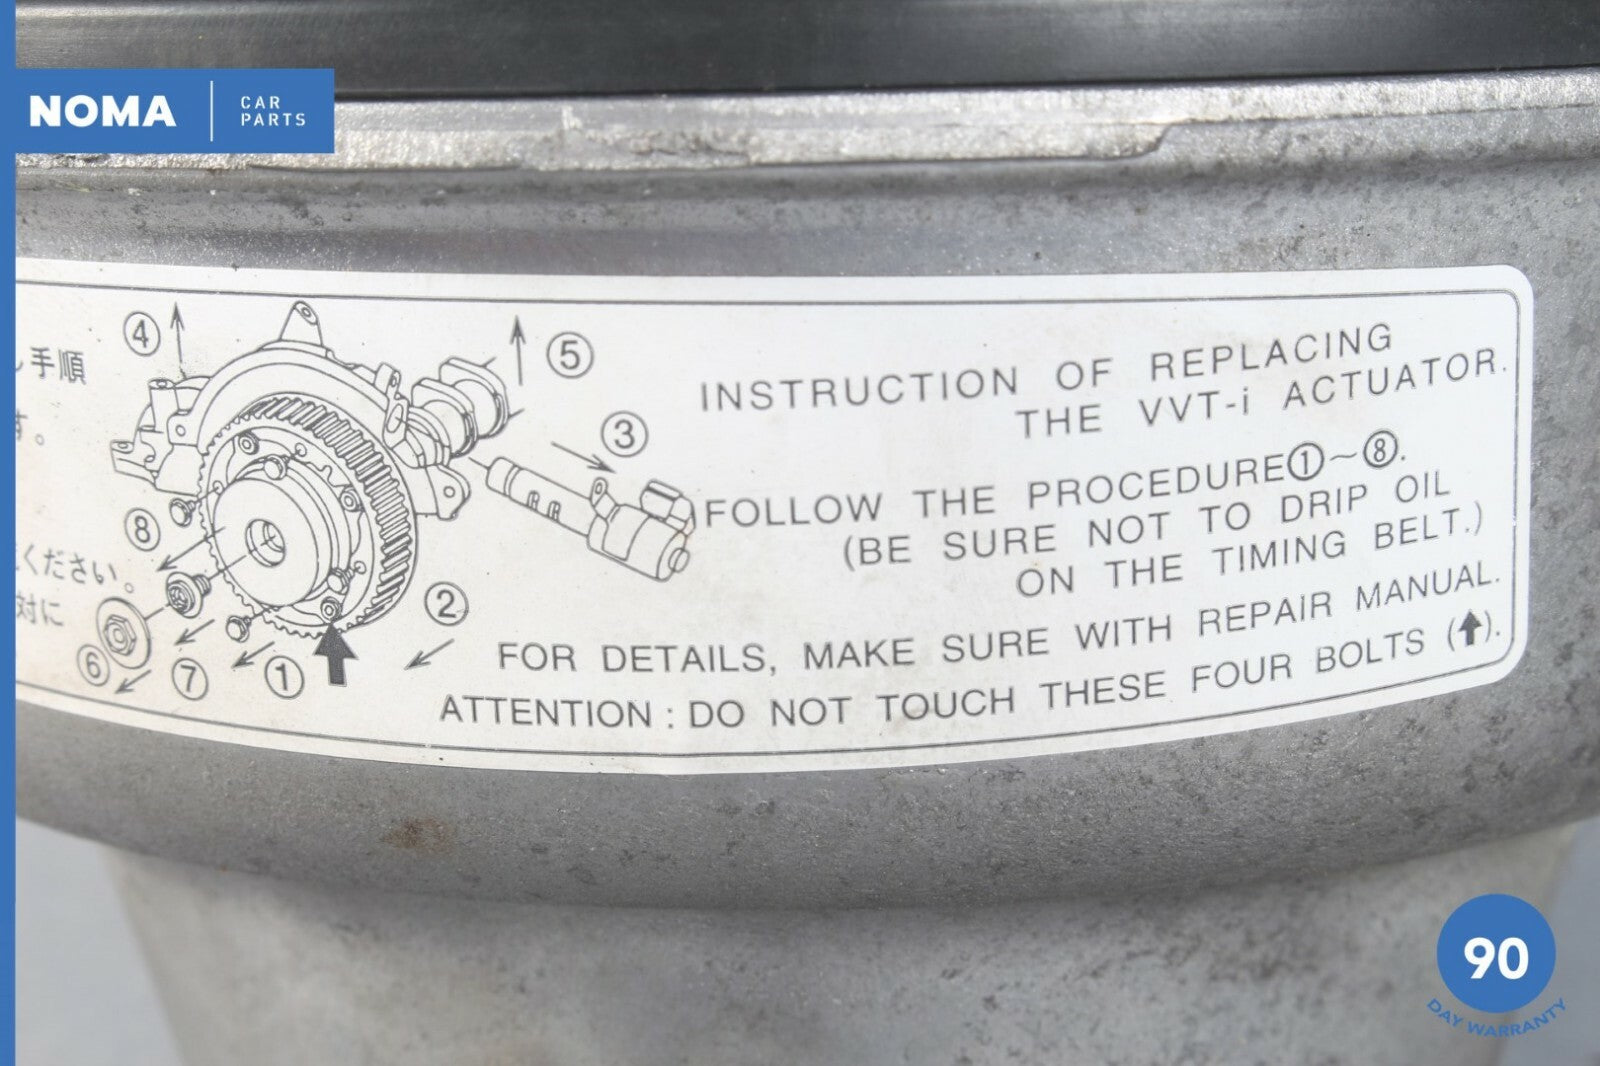 NOMA
CAR
PARTS
手順
す。
ください。
対に
④
⑤
③
⑧
②
⑥
⑦
①
INSTRUCTION OF REPLACING
THE VVT-i ACTUATOR.
FOLLOW THE PROCEDURE①~⑧.
(BE SURE NOT TO DRIP OIL
ON THE TIMING BELT.)
FOR DETAILS, MAKE SURE WITH REPAIR MANUAL.
ATTENTION : DO NOT TOUCH THESE FOUR BOLTS (⬆).
90
DAY WARRANTY